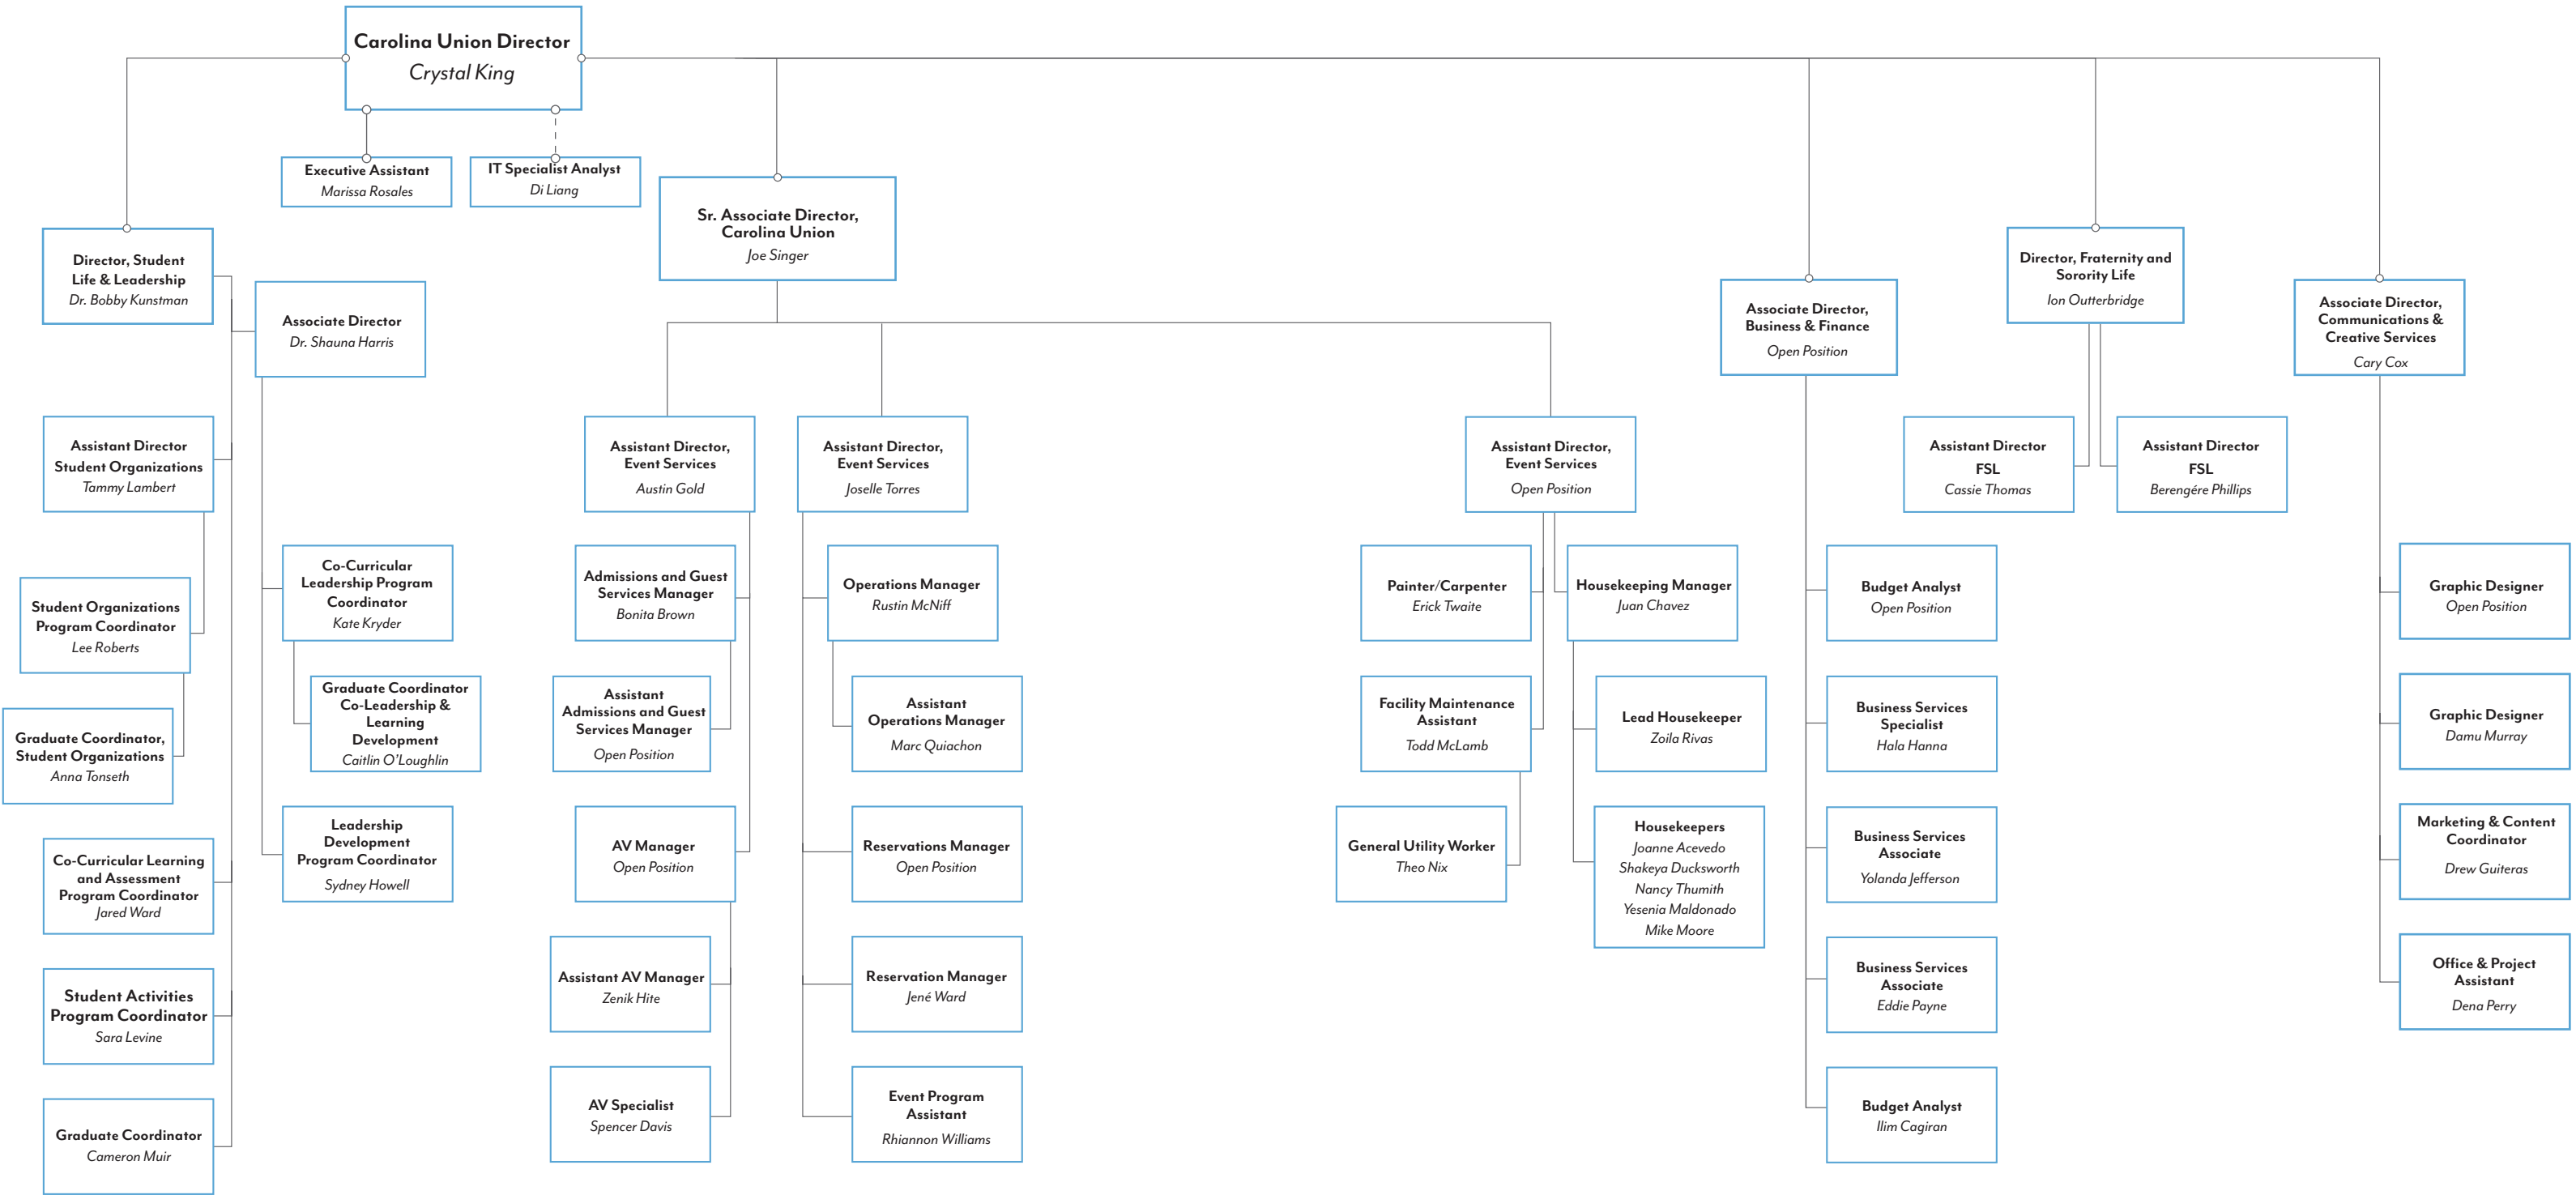 Carolina Union Director
Crystal King
Executive Assistant
Marissa Rosales
IT Specialist Analyst
Di Liang
Director, Student
Life & Leadership
Dr. Bobby Kunstman
Associate Director
Dr. Shauna Harris
Assistant Director
Student Organizations
Tammy Lambert
Student Organizations
Program Coordinator
Lee Roberts
Graduate Coordinator,
Student Organizations
Anna Tonseth
Co-Curricular Learning
and Assessment
Program Coordinator
Jared Ward
Student Activities
Program Coordinator
Sara Levine
Graduate Coordinator
Cameron Muir
Co-Curricular
Leadership Program
Coordinator
Kate Kryder
Graduate Coordinator
Co-Leadership &
Learning
Development
Caitlin O'Loughlin
Leadership
Development
Program Coordinator
Sydney Howell
Sr. Associate Director,
Carolina Union
Joe Singer
Assistant Director,
Event Services
Austin Gold
Admissions and Guest
Services Manager
Bonita Brown
Assistant
Admissions and Guest
Services Manager
Open Position
AV Manager
Open Position
Assistant AV Manager
Zenik Hite
AV Specialist
Spencer Davis
Assistant Director,
Event Services
Joselle Torres
Operations Manager
Rustin McNiff
Assistant
Operations Manager
Marc Quiachon
Reservations Manager
Open Position
Reservation Manager
Jené Ward
Event Program
Assistant
Rhiannon Williams
Assistant Director,
Event Services
Open Position
Painter/Carpenter
Erick Twaite
Facility Maintenance
Assistant
Todd McLamb
General Utility Worker
Theo Nix
Housekeeping Manager
Juan Chavez
Lead Housekeeper
Zoila Rivas
Housekeepers
Joanne Acevedo
Shakeya Ducksworth
Nancy Thumith
Yesenia Maldonado
Mike Moore
Associate Director,
Business & Finance
Open Position
Budget Analyst
Open Position
Business Services
Specialist
Hala Hanna
Business Services
Associate
Yolanda Jefferson
Business Services
Associate
Eddie Payne
Budget Analyst
Ilim Cagiran
Director, Fraternity and
Sorority Life
Ion Outterbridge
Assistant Director
FSL
Cassie Thomas
Assistant Director
FSL
Berengére Phillips
Associate Director,
Communications &
Creative Services
Cary Cox
Graphic Designer
Open Position
Graphic Designer
Damu Murray
Marketing & Content
Coordinator
Drew Guiteras
Office & Project
Assistant
Dena Perry